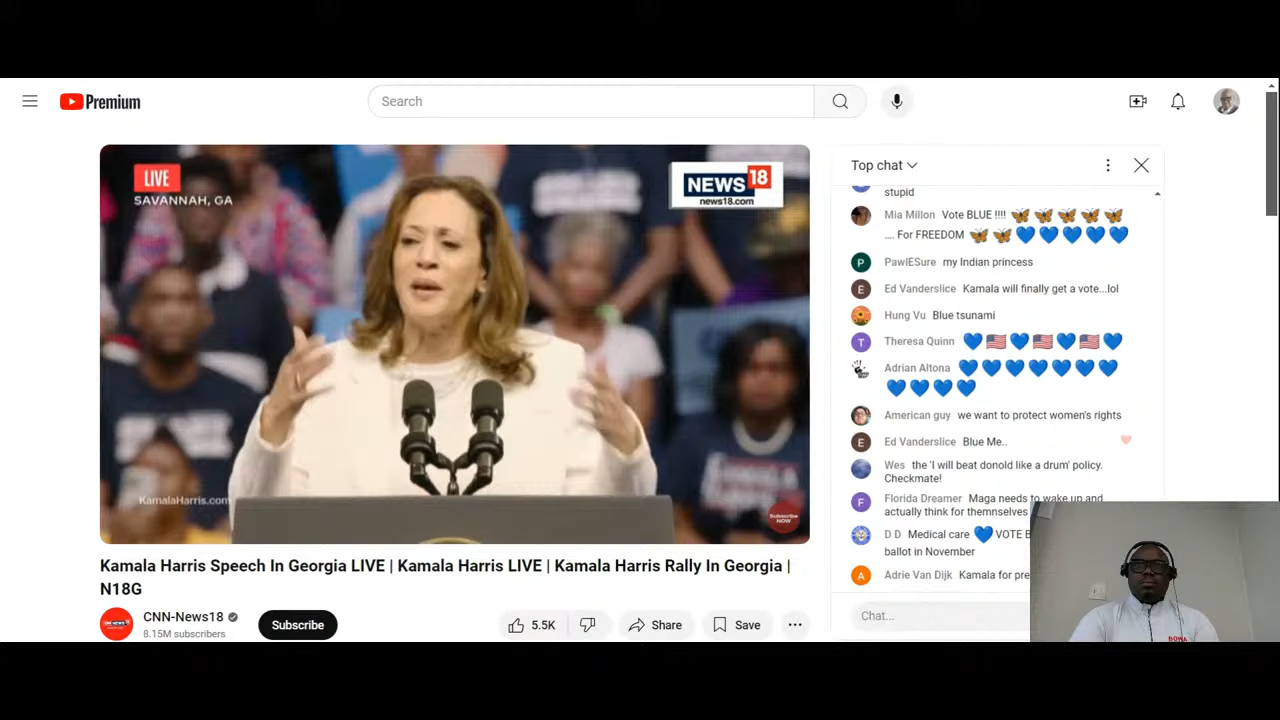 Premium
Search
LIVE
SAVANNAH, GA
NEWS 18
news18.com
KamalaHarris.com
Subscribe
NOW
Kamala Harris Speech In Georgia LIVE | Kamala Harris LIVE | Kamala Harris Rally In Georgia |
N18G
CNN-News18
8.15M subscribers
Subscribe
5.5K
Share
Save
Top chat
stupid
Mia Millon Vote BLUE !!!! 🦋🦋🦋🦋🦋
.... For FREEDOM 🦋🦋💙💙💙💙💙
P PawlESure my Indian princess
E Ed Vanderslice Kamala will finally get a vote...lol
Hung Vu Blue tsunami
T Theresa Quinn 💙🇺🇸💙🇺🇸💙🇺🇸💙
Adrian Altona 💙💙💙💙💙💙💙
💙💙💙💙
American guy we want to protect women's rights
E Ed Vanderslice Blue Me..
Wes the 'I will beat donold like a drum' policy.
Checkmate!
F Florida Dreamer Maga needs to wake up and
actually think for themnselves
D D Medical care 💙 VOTE
ballot in November
A Adrie Van Dijk Kamala for
Chat...